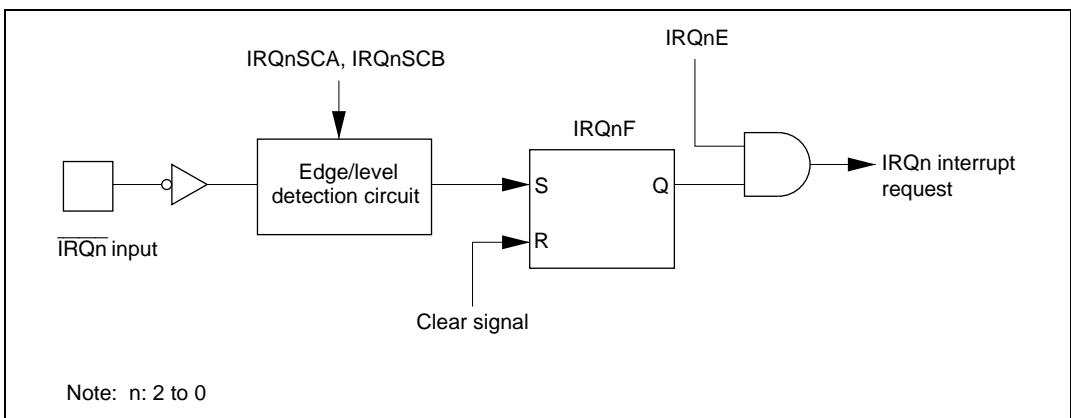 IRQnE
IRQnSCA, IRQnSCB
IRQnF
Edge/level
detection circuit
S
Q
R
IRQn interrupt
request
IRQn input
Clear signal
Note: n: 2 to 0